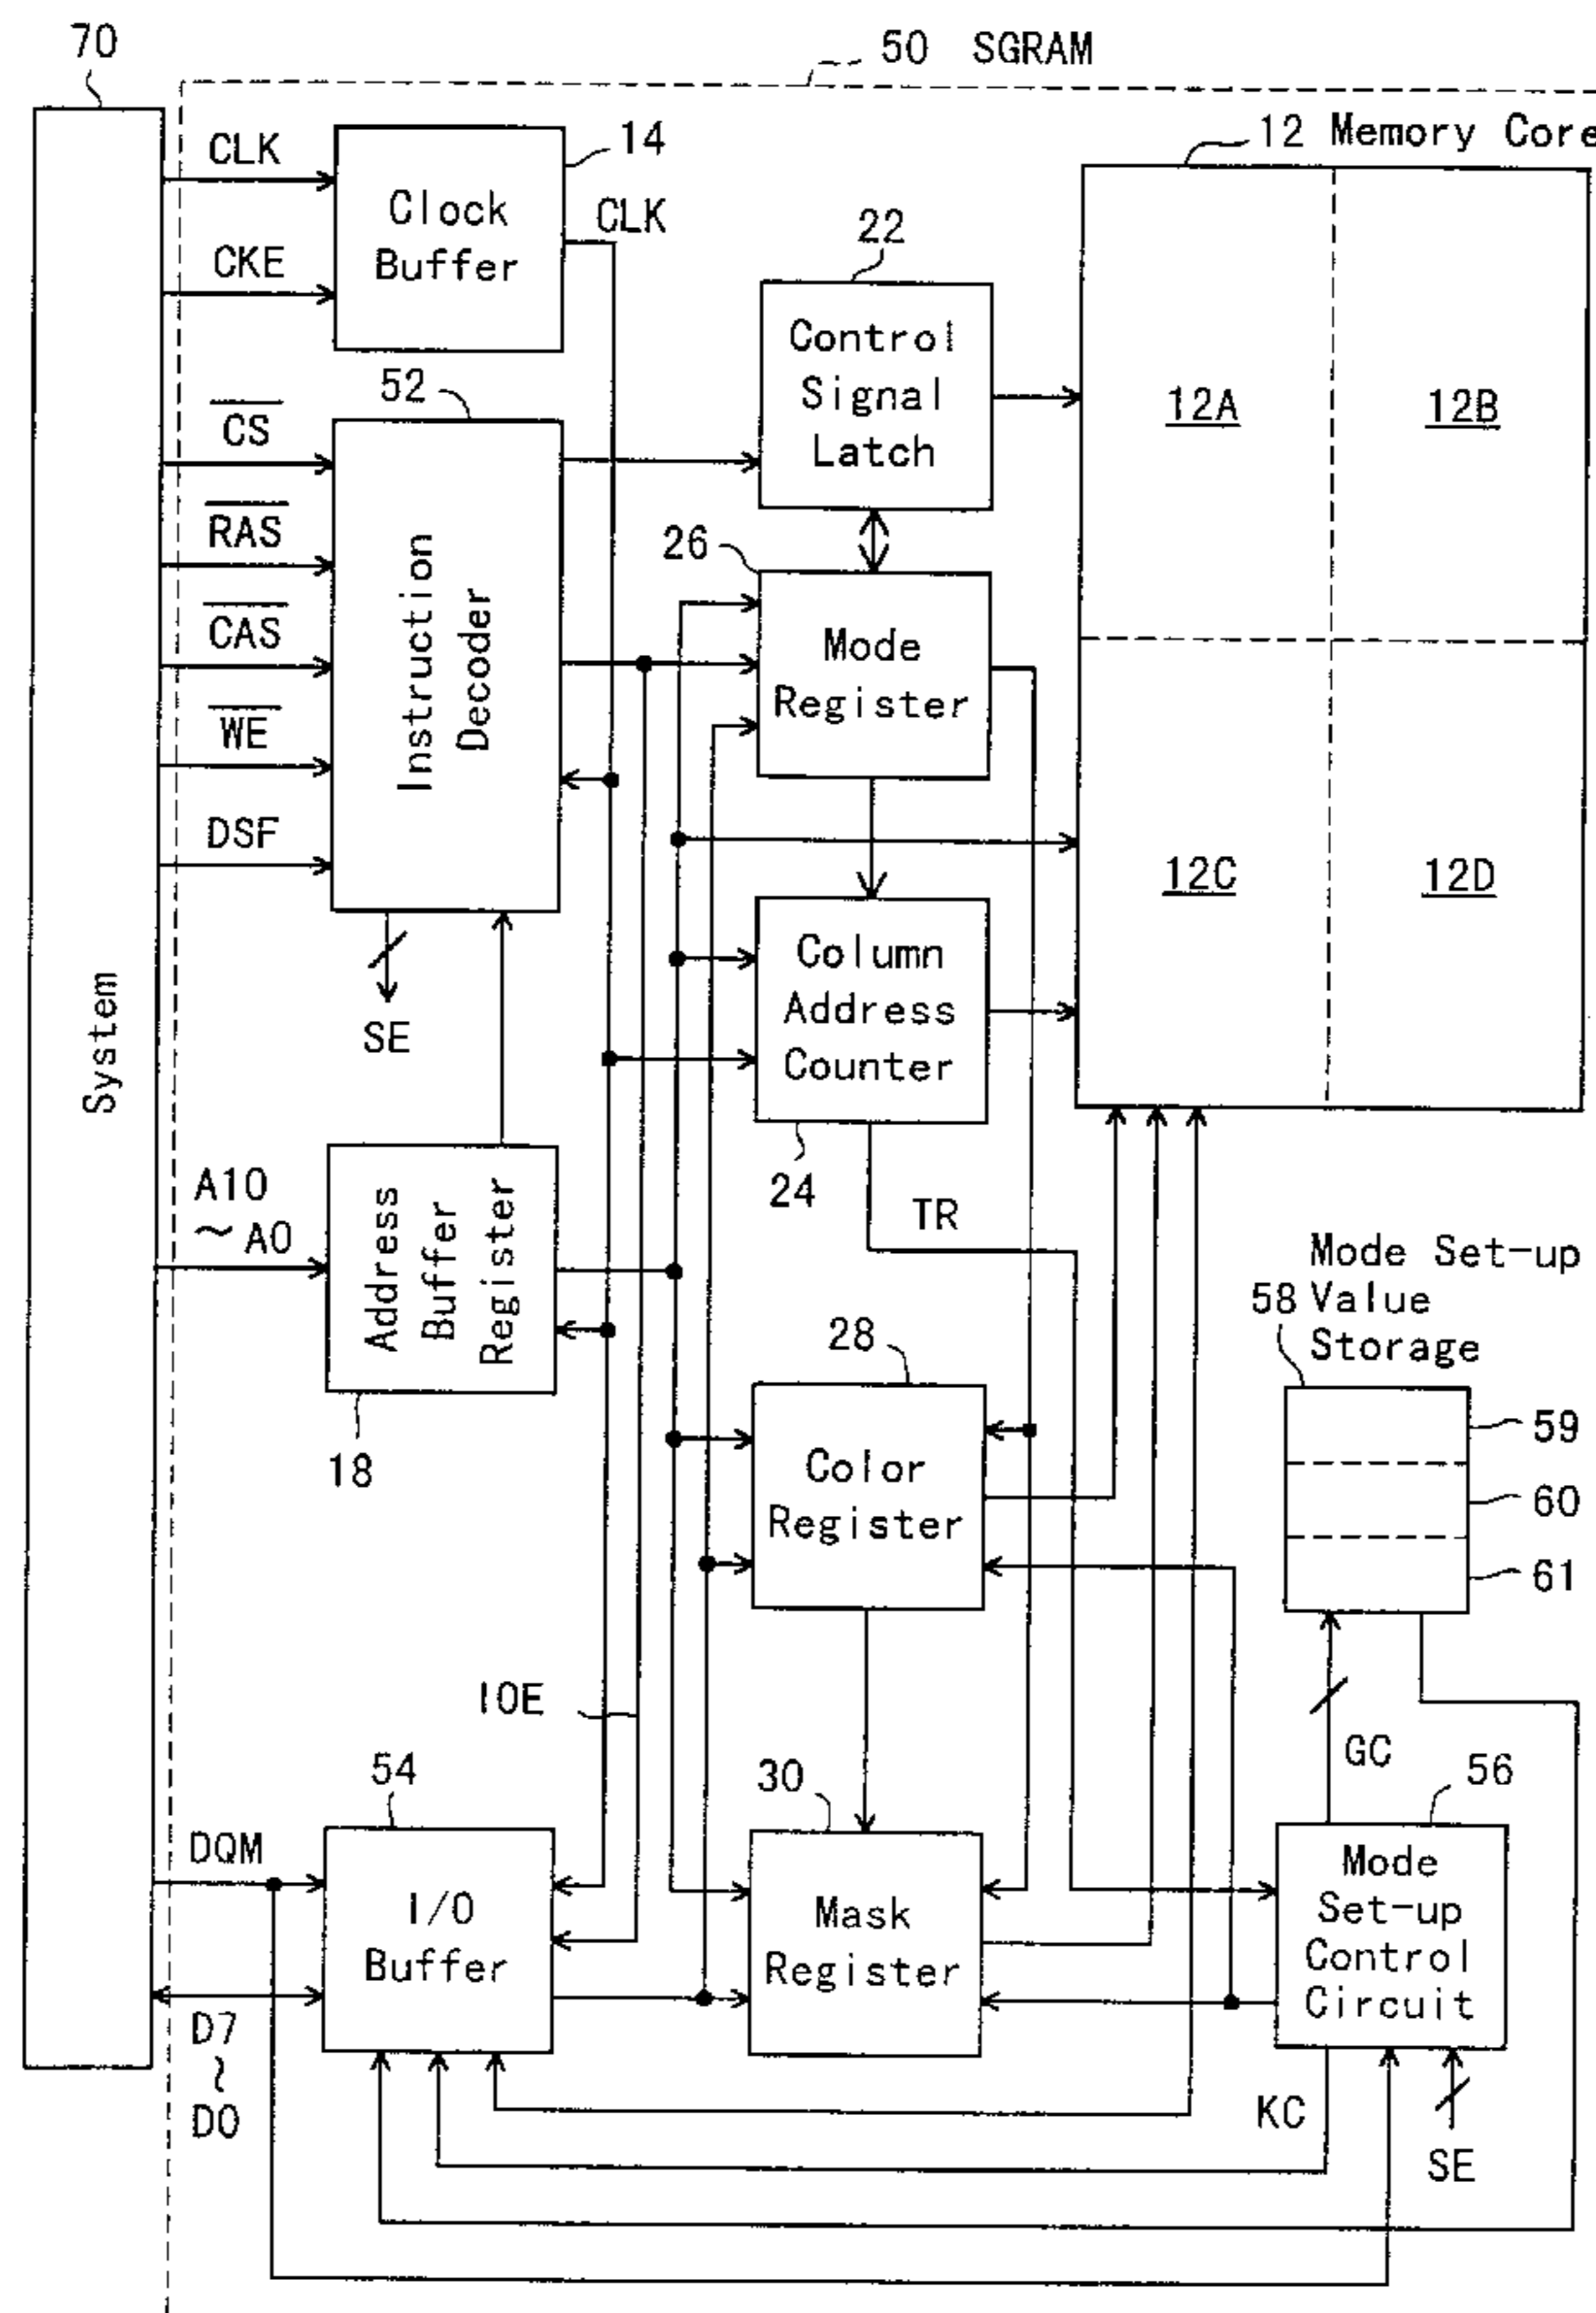 70
50 SGRAM
12 Memory Core
CLK
14
Clock
Buffer
CLK
CKE
22
Control
Signal
Latch
52
CS
RAS
CAS
WE
DSF
Instruction
Decoder
26
Mode
Register
12A
12B
12C
12D
SE
Column
Address
Counter
24
TR
System
A10
~ A0
Address
Buffer
Register
18
Mode Set-up
58 Value
Storage
59
60
61
28
Color
Register
IOE
GC
54
30
56
DQM
I/O
Buffer
Mask
Register
Mode
Set-up
Control
Circuit
D7
~
D0
KC
SE